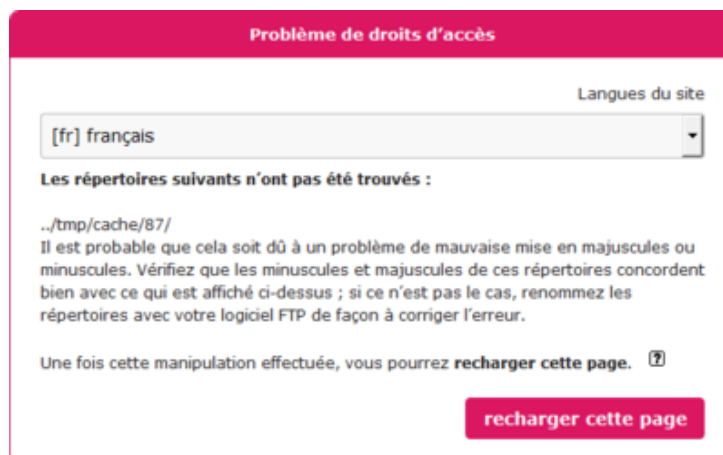 Problème de droits d’accès
Langues du site
[fr] français
Les répertoires suivants n’ont pas été trouvés :
../tmp/cache/87/
Il est probable que cela soit dû à un problème de mauvaise mise en majuscules ou
minuscules. Vérifiez que les minuscules et majuscules de ces répertoires concordent
bien avec ce qui est affiché ci-dessus ; si ce n’est pas le cas, renommez les
répertoires avec votre logiciel FTP de façon à corriger l’erreur.
Une fois cette manipulation effectuée, vous pourrez recharger cette page. ?
recharger cette page